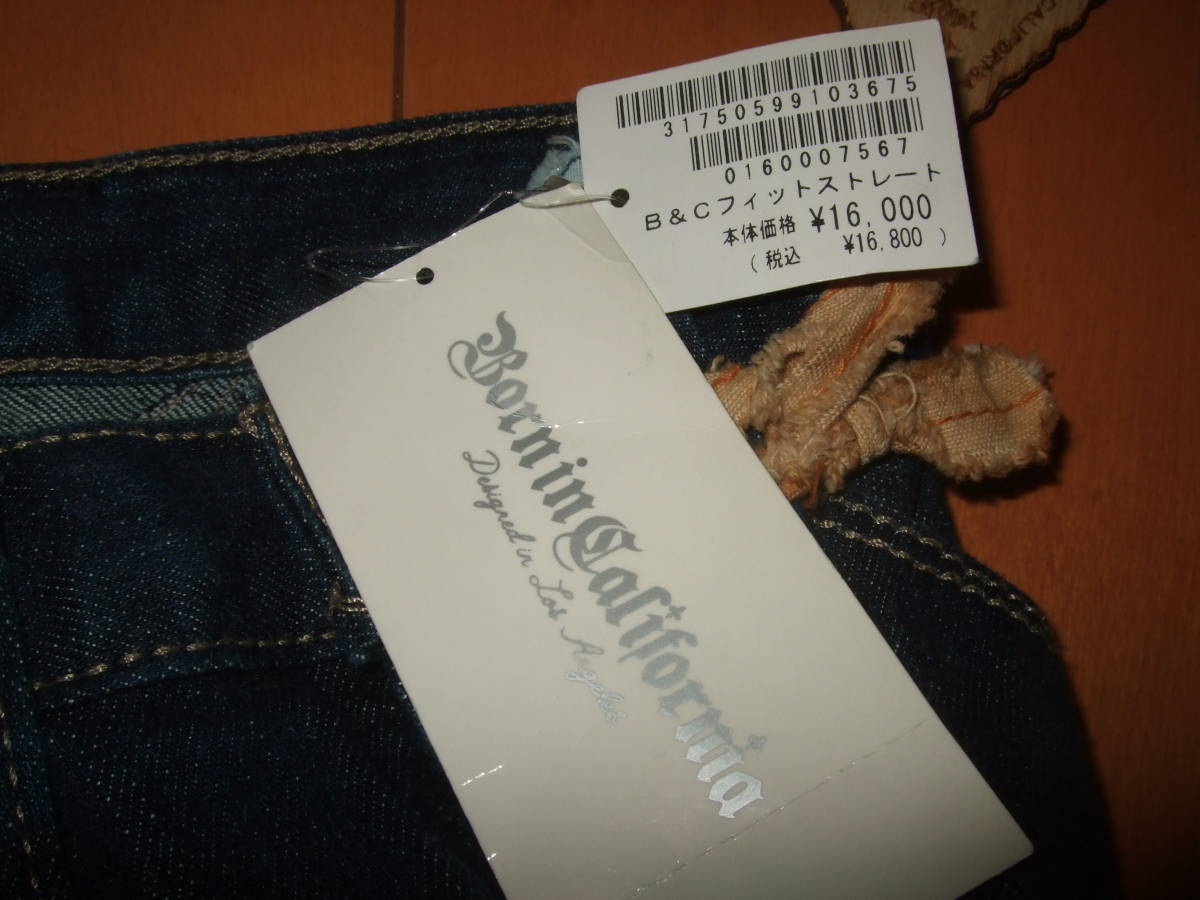 CALIFORNIA
31750599103675
0160007567
B&Cフィットストレート
本体価格 ¥16,000
(税込 ¥16,800 )
Born in California
Designed in Los Angeles